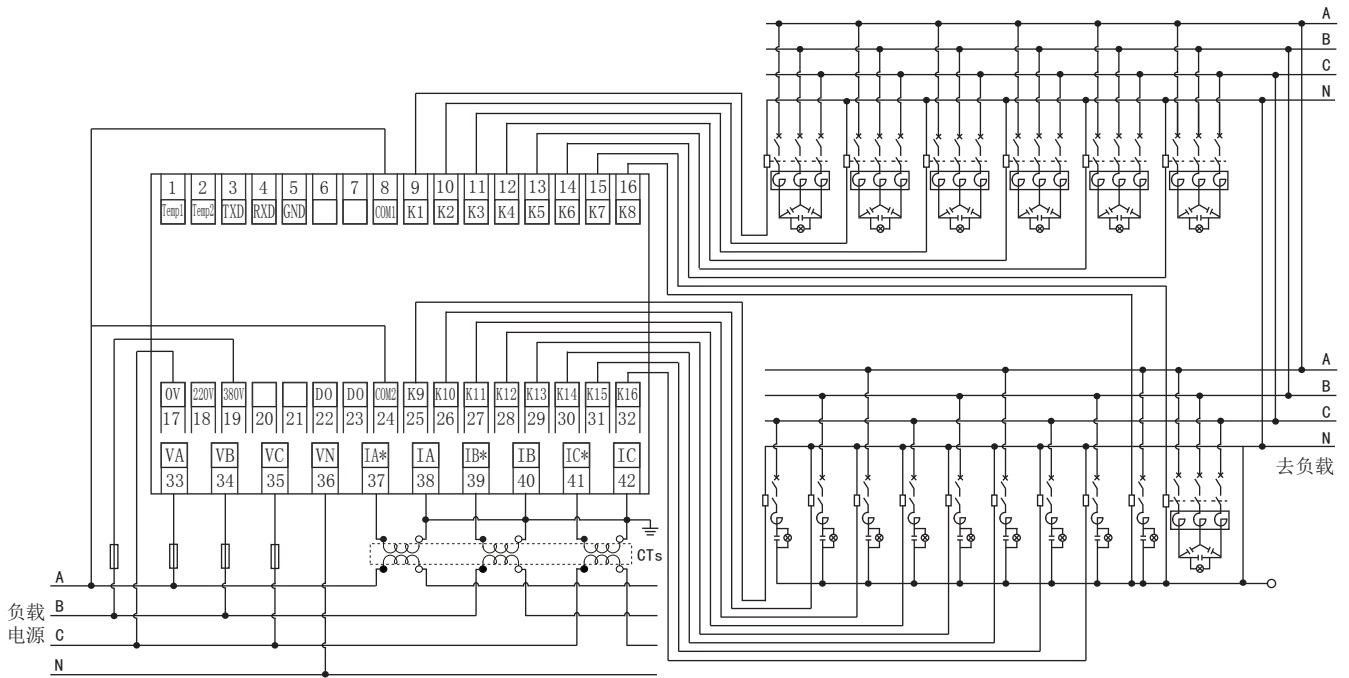 A
B
C
N
1 2 3 4 5 6 7 8 9 10 11 12 13 14 15 16
Temp1 Temp2 TXD RXD GND COM1 K1 K2 K3 K4 K5 K6 K7 K8
0V 220V 380V DO DO COM2 K9 K10 K11 K12 K13 K14 K15 K16
17 18 19 20 21 22 23 24 25 26 27 28 29 30 31 32
VA VB VC VN IA* IA IB* IB IC* IC
33 34 35 36 37 38 39 40 41 42
A
B
C
N
去负载
CTs
A
负载 B
电源 C
N